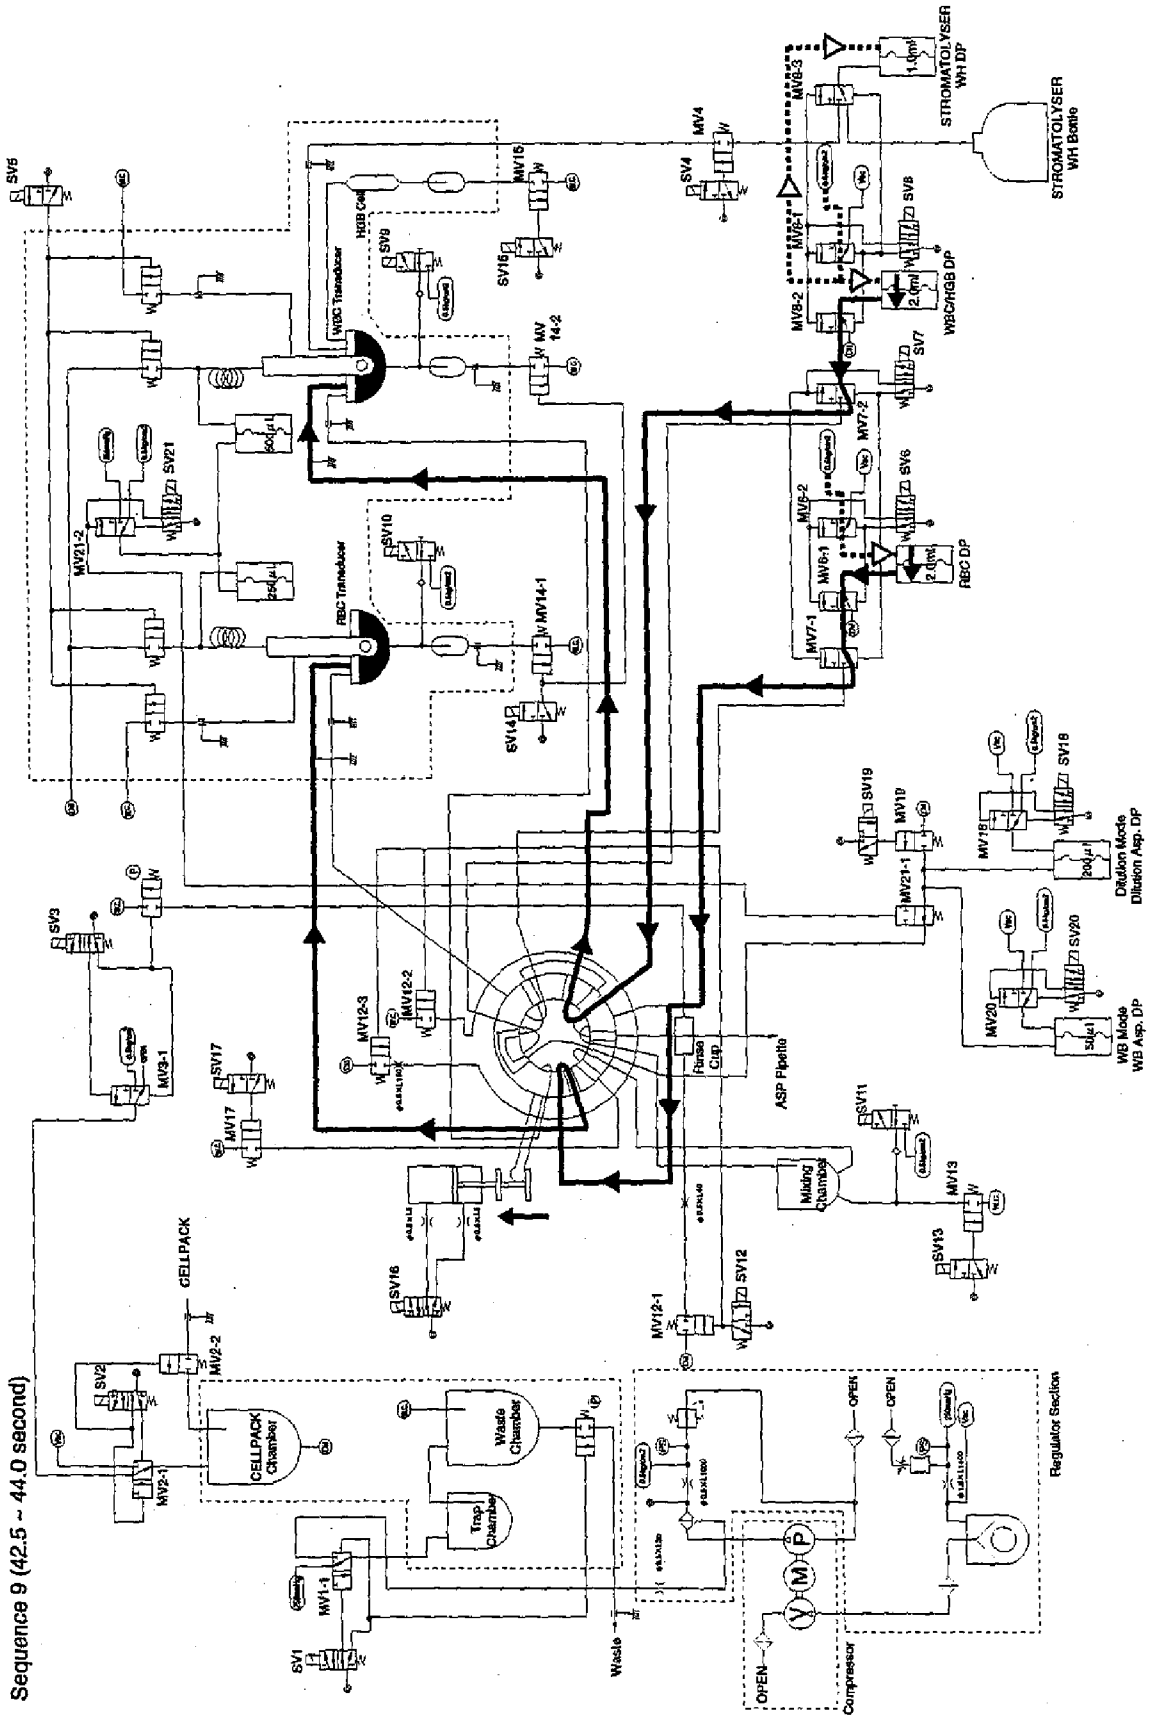 Sequence 9 (42.5 ~ 44.0 second)
SV5
MV8-3
1.0ml
STROMATOLYSER
WH DP
STROMATOLYSER
WH Bottle
MV4
SV4
MV15
SV15
HGB Cell
SV9
WBC Transducer
MV
14-2
MV8-1
Vac
SV8
MV8-2
2.0ml
WBC/HGB DP
SV7
MV7-2
MV6-2
Vac
SV6
MV6-1
2.0ml
RBC DP
MV7-1
500μL
SV21
MV21-2
250μL
SV10
RBC Transducer
MV14-1
SV14
SV3
MV3-1
SV17
MV17
MV12-3
MV12-2
Rinse
Cup
ASP Pipette
SV19
MV19
MV21-1
Vac
MV18
SV18
200μl
Dilution Mode
Dilution Asp. DP
Vac
MV20
SV20
50μl
WB Mode
WB Asp. DP
SV11
Mixing
Chamber
MV13
SV13
SV16
MV12-1
SV12
CELLPACK
MV2-2
SV2
MV2-1
CELLPACK
Chamber
Waste
Chamber
Trap
Chamber
MV1-1
SV1
Waste
OPEN
OPEN
OPEN
V
M
P
Compressor
Regulator Section